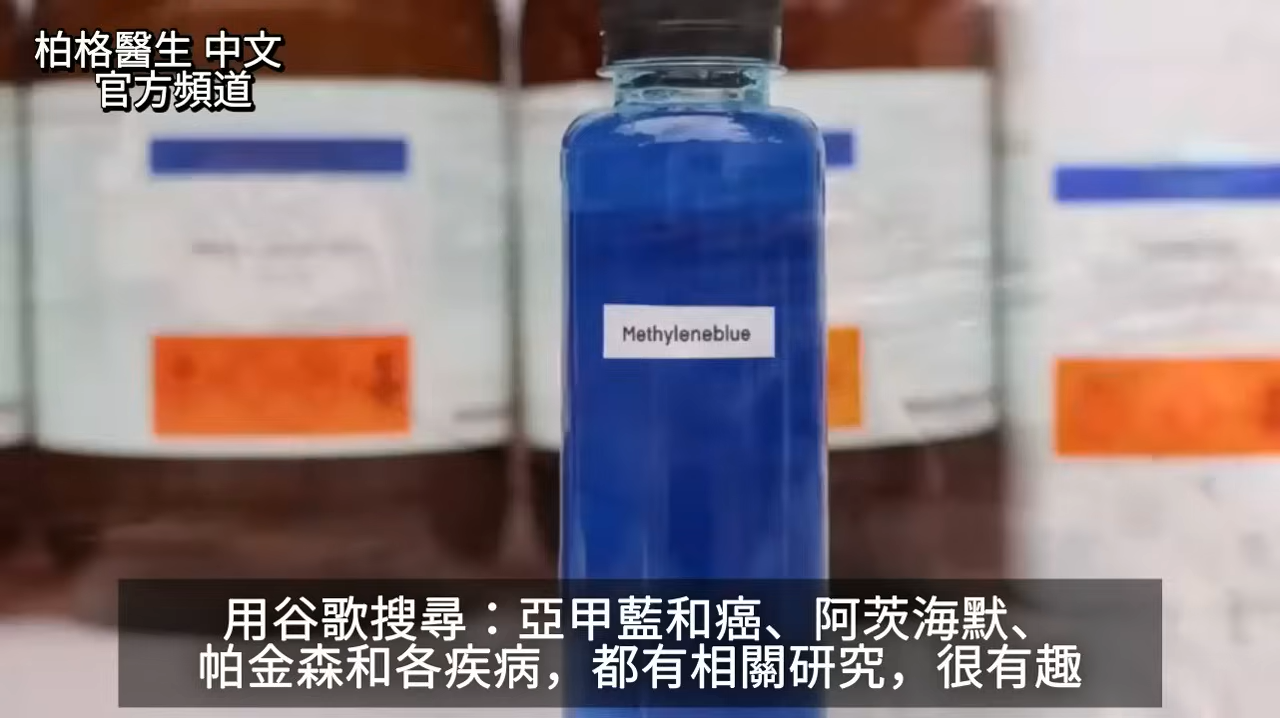 柏格醫生 中文
官方頻道
Methyleneblue
用谷歌搜尋：亞甲藍和癌、阿茨海默、
帕金森和各疾病，都有相關研究，很有趣